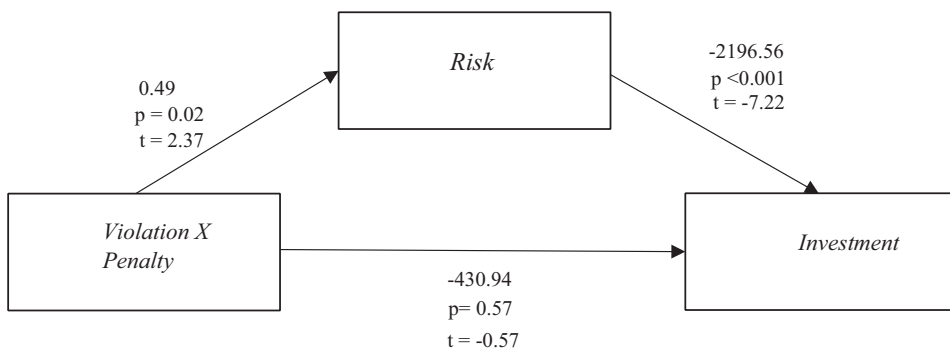 Risk
-2196.56
p <0.001
t = -7.22
0.49
p = 0.02
t = 2.37
Violation X
Penalty
Investment
-430.94
p= 0.57
t = -0.57